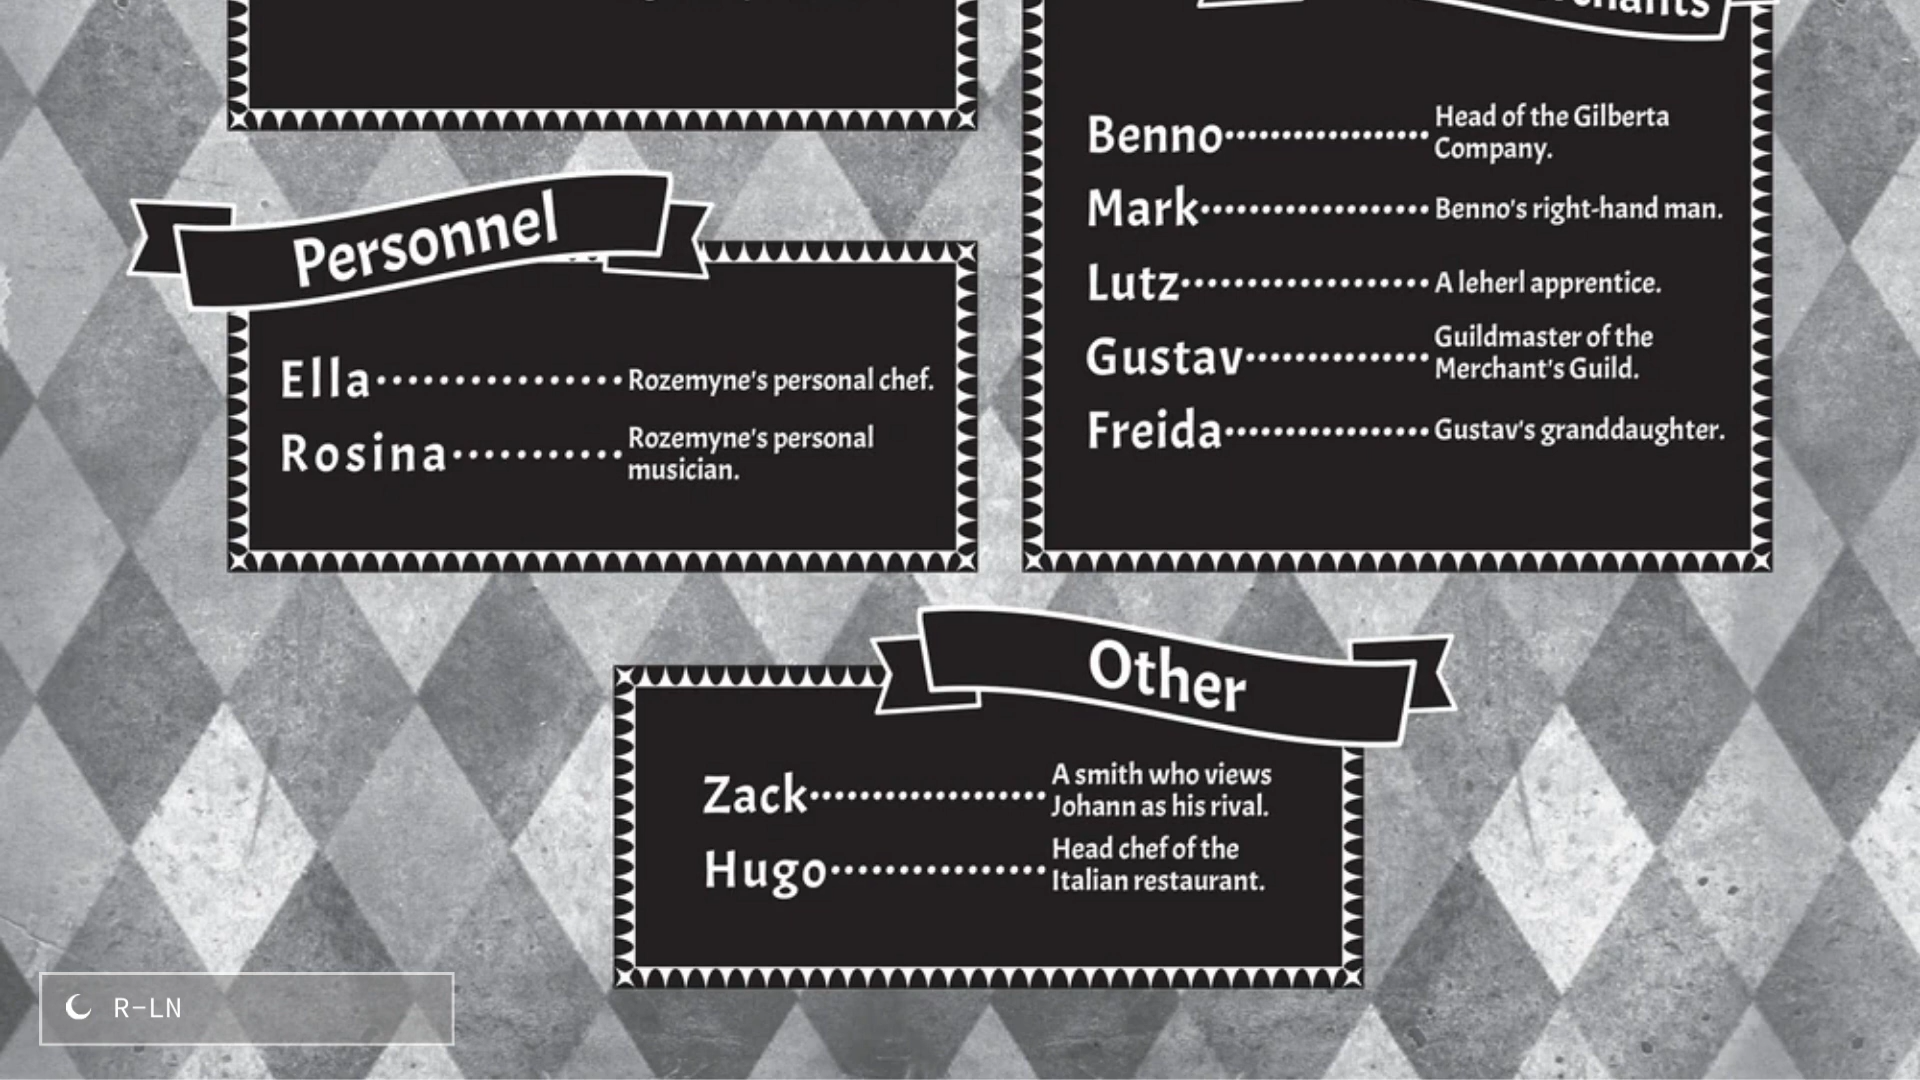 Personnel
Ella
Rozemyne's personal chef.
Rosina
Rozemyne's personal
musician.
Benno
Head of the Gilberta
Company.
Mark
Benno's right-hand man.
Lutz
A leherl apprentice.
Gustav
Guildmaster of the
Merchant's Guild.
Freida
Gustav's granddaughter.
Other
Zack
A smith who views
Johann as his rival.
Hugo
Head chef of the
Italian restaurant.
R-LN